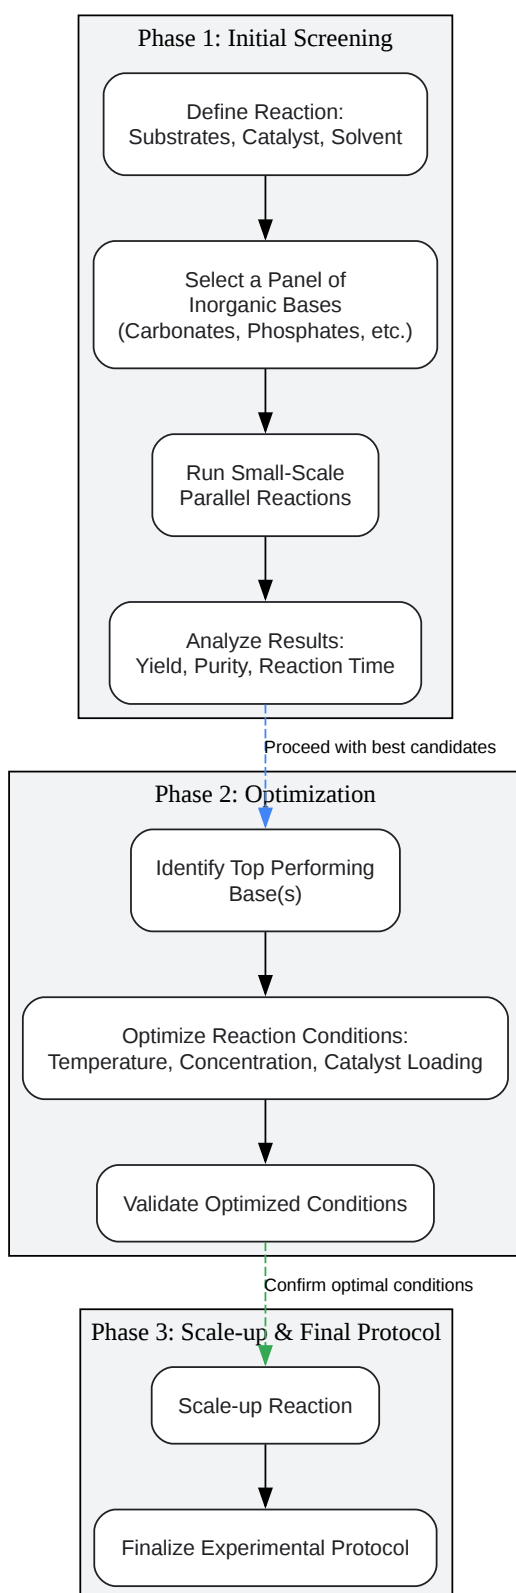 Phase 1: Initial Screening
Define Reaction:
Substrates, Catalyst, Solvent
Select a Panel of
Inorganic Bases
(Carbonates, Phosphates, etc.)
Run Small-Scale
Parallel Reactions
Analyze Results:
Yield, Purity, Reaction Time
Proceed with best candidates
Phase 2: Optimization
Identify Top Performing
Base(s)
Optimize Reaction Conditions:
Temperature, Concentration, Catalyst Loading
Validate Optimized Conditions
Confirm optimal conditions
Phase 3: Scale-up & Final Protocol
Scale-up Reaction
Finalize Experimental Protocol